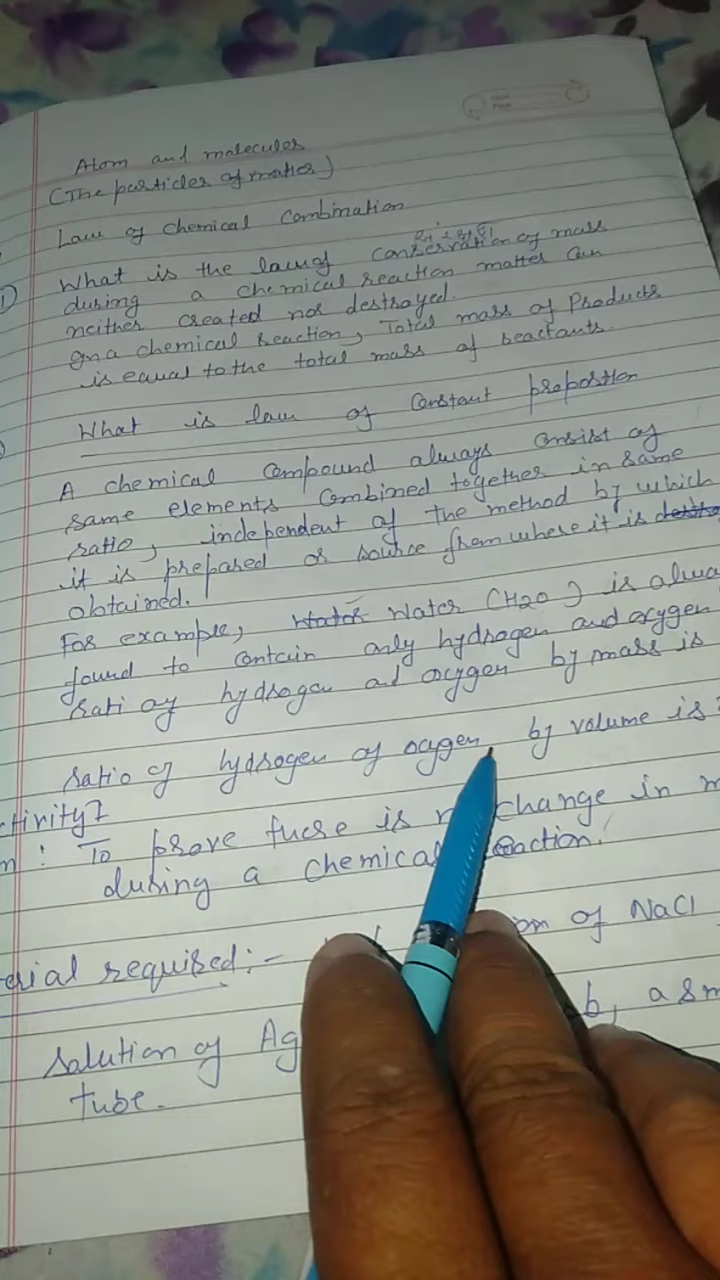 Atom and molecules
(The particles of matter)
Law of Chemical Combination
1) What is the law of conservation of mass
during a chemical reaction matter can
neither created nor destroyed.
In a chemical reaction, Total mass of Products
is equal to the total mass of reactants.
What is law of Constant proportion
A chemical compound always consist of
same elements combined together in same
ratio, independent of the method by which
it is prepared or source from where it is
obtained.
For example, Water (H2O) is alwa
found to contain only hydrogen and oxygen
rati of hydrogen and oxygen by mass is
ratio of hydrogen of oxygen by volume is
ctivity
: To prove there is change in m
during a chemical eaction.
erial required:- of NaCl
Solution of Ag b, a sm
tube.